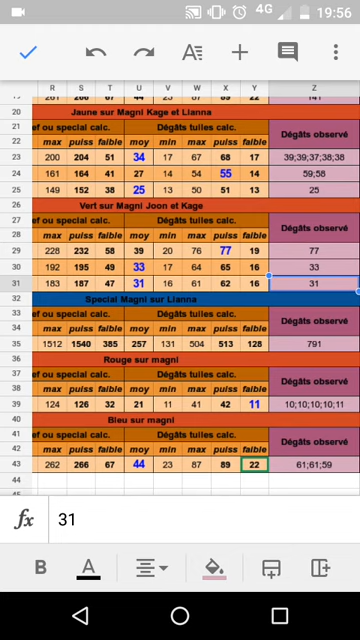 4G 19:56
R S T U V W X Y Z
19 261 266 67 44 23 87 89 22 141
20 Jaune sur Magni Kage et Lianna
21 ef ou special calc. Dégâts tuiles calc. Dégâts observé
22 max puiss faible moy min max puiss faible
23 200 204 51 34 17 67 68 17 39;39;37;38;38
24 161 164 41 27 14 54 55 14 59;58
25 149 152 38 25 13 50 51 13 25
26 Vert sur Magni Joon et Kage
27 ef ou special calc. Dégâts tuiles calc. Dégâts observé
28 max puiss faible moy min max puiss faible
29 228 232 58 39 20 76 77 19 77
30 192 195 49 33 17 64 65 16 33
31 183 187 47 31 16 61 62 16 31
32 Special Magni sur Lianna
33 ef ou special calc. Dégâts tuiles calc. Dégâts observé
34 max puiss faible moy min max puiss faible
35 1512 1540 385 257 131 504 513 128 791
36 Rouge sur magni
37 ef ou special calc. Dégâts tuiles calc. Dégâts observé
38 max puiss faible moy min max puiss faible
39 124 126 32 21 11 41 42 11 10;10;10;10;11
40 Bleu sur magni
41 ef ou special calc. Dégâts tuiles calc. Dégâts observé
42 max puiss faible moy min max puiss faible
43 262 266 67 44 23 87 89 22 61;61;59
44
45
fx 31
B A